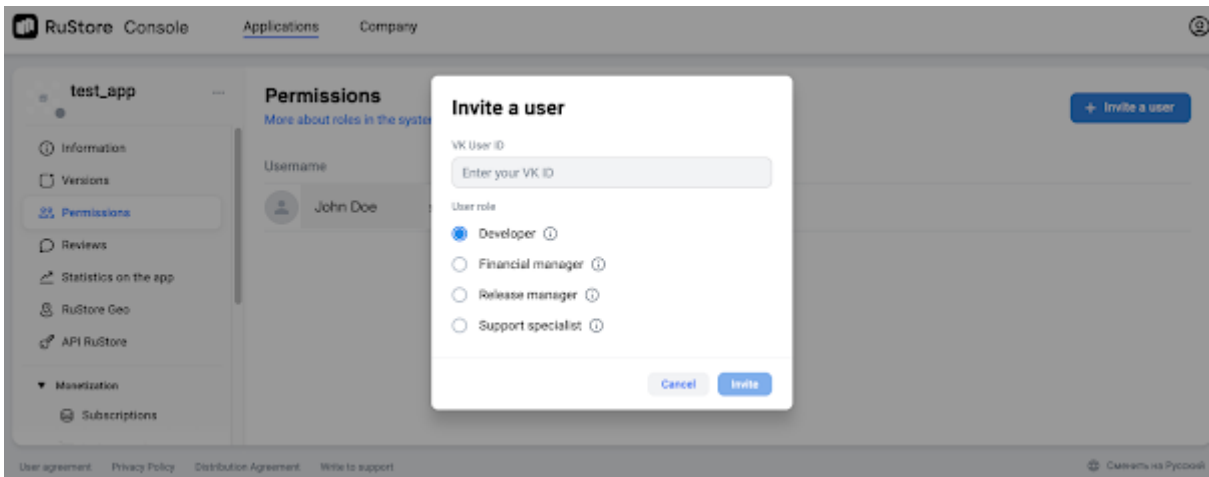 RuStore Console
Applications
Company
test_app
Permissions
More about roles in the
+ Invite a user
Information
Versions
Permissions
Reviews
Statistics on the app
RuStore Geo
API RuStore
Monetization
Subscriptions
Username
John Doe
Invite a user
VK User ID
Enter your VK ID
User role
Developer
Financial manager
Release manager
Support specialist
Cancel
Invite
User agreement
Privacy Policy
Distribution Agreement
Write to support
Сменить на Русский